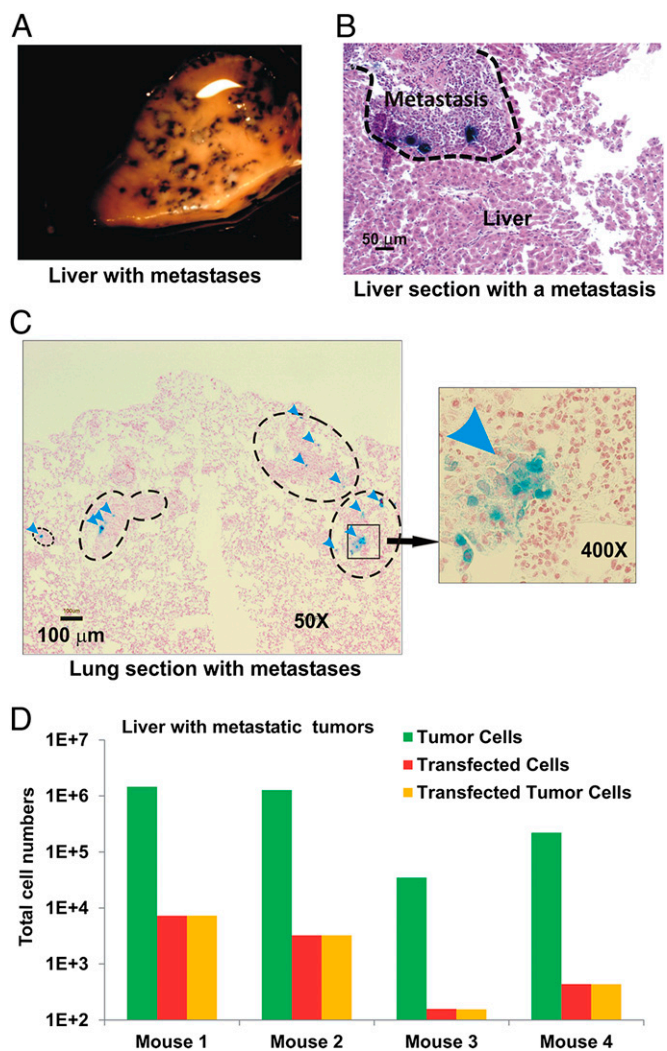 A
Liver with metastases
B
Metastasis
Liver
50 μm
Liver section with a metastasis
C
100 μm
50X
400X
Lung section with metastases
D
Liver with metastatic tumors
Tumor Cells
Transfected Cells
Transfected Tumor Cells
Total cell numbers
1E+7
1E+6
1E+5
1E+4
1E+3
1E+2
Mouse 1 Mouse 2 Mouse 3 Mouse 4